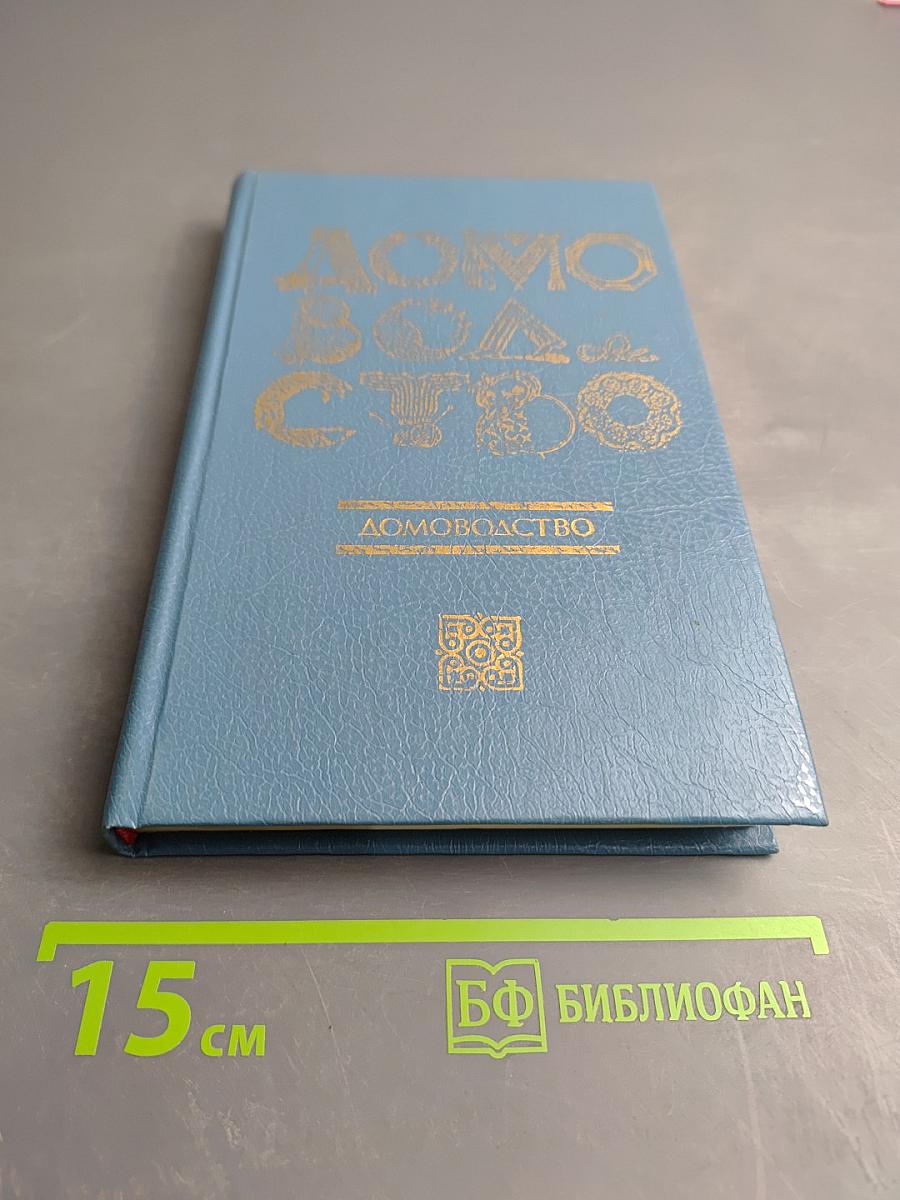 ДОМО
ВОД
СТВО
ДОМОВОДСТВО
15 см
БФ БИБЛИОФАН